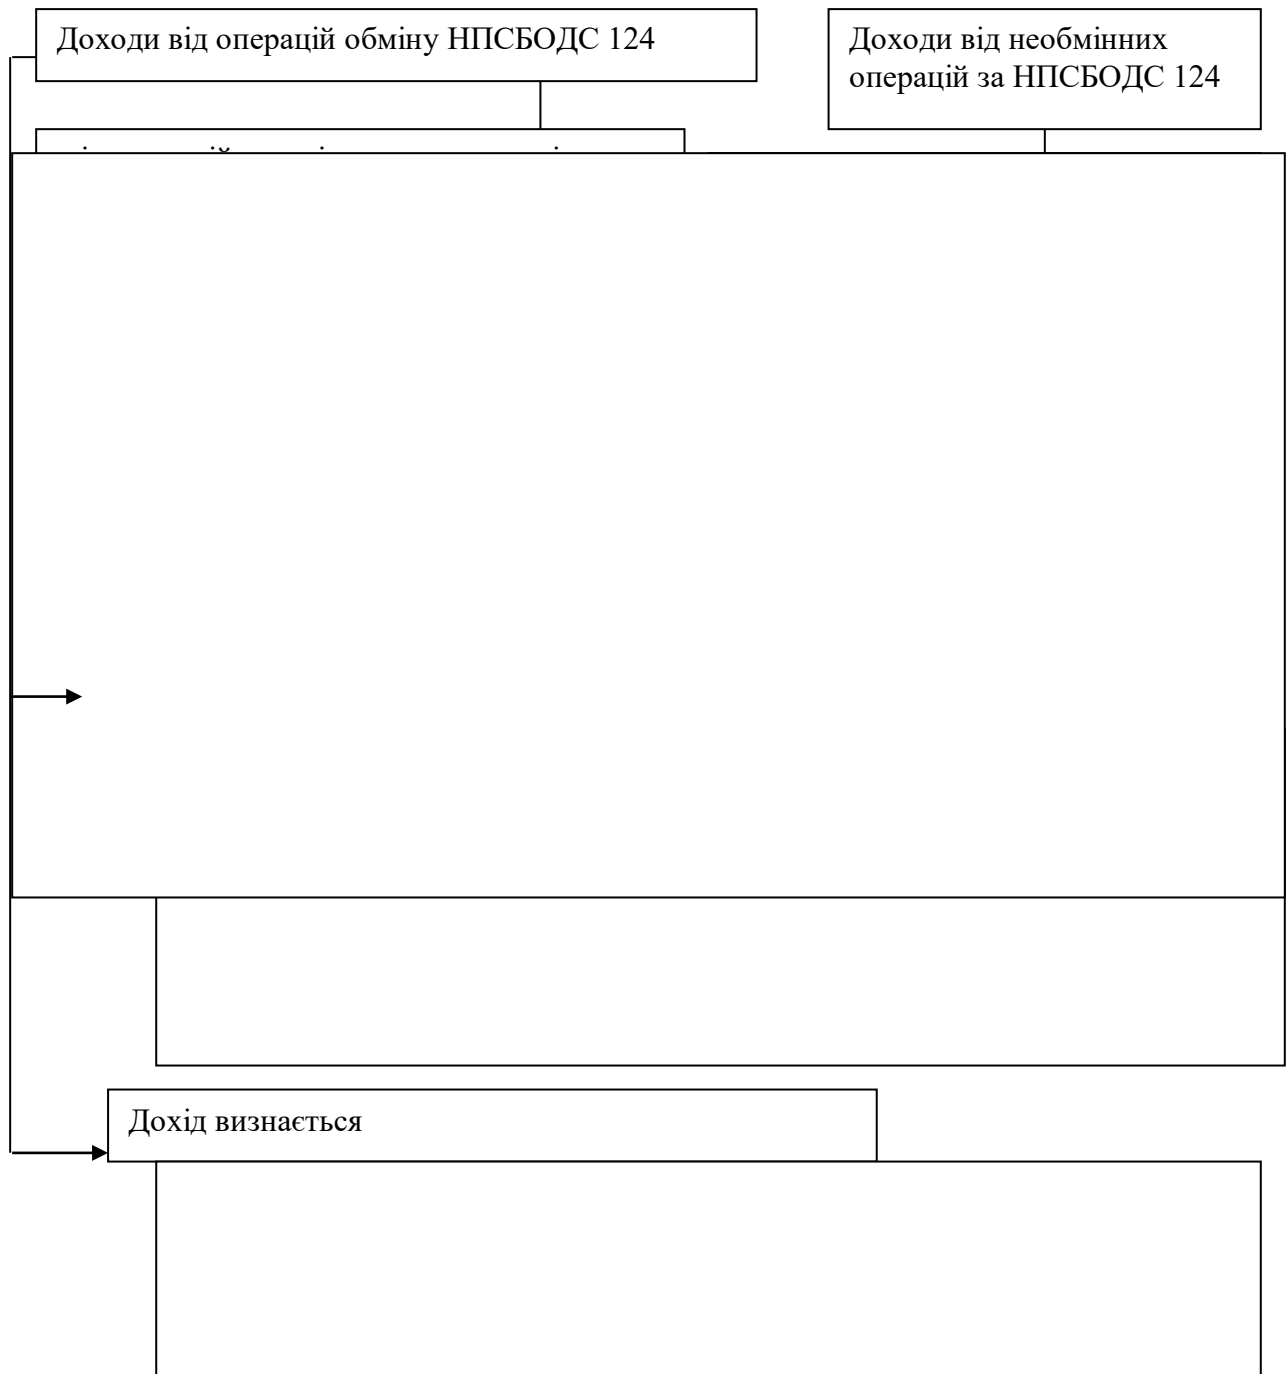 Доходи від операцій обміну НПСБОДС 124
Доходи від необмінних
операцій за НПСБОДС 124
Дохід визнається